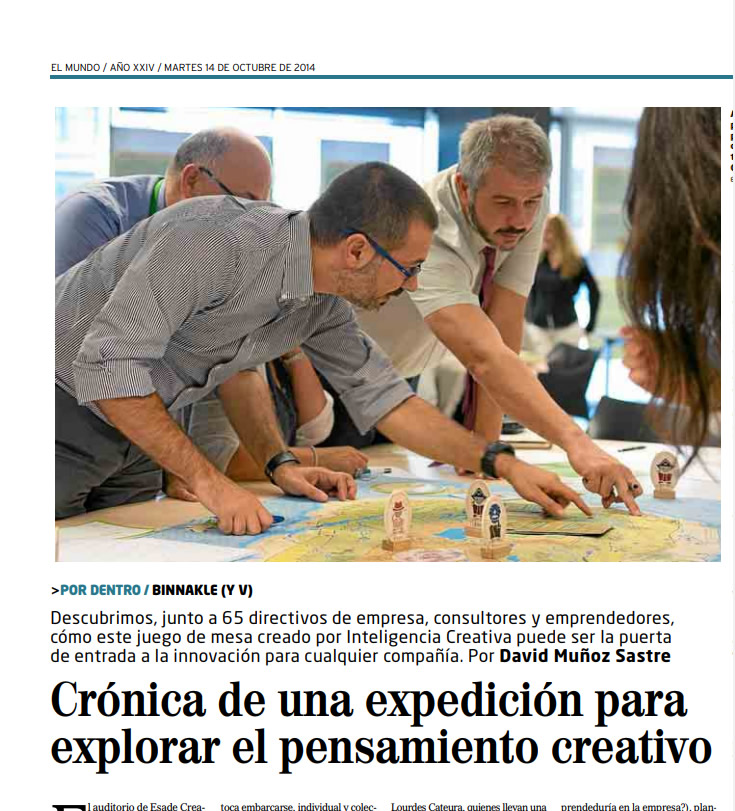 EL MUNDO / AÑO XXIV / MARTES 14 DE OCTUBRE DE 2014
>POR DENTRO / BINNAKLE (Y V)
Descubrimos, junto a 65 directivos de empresa, consultores y emprendedores,
cómo este juego de mesa creado por Inteligencia Creativa puede ser la puerta
de entrada a la innovación para cualquier compañía. Por David Muñoz Sastre
Crónica de una expedición para
explorar el pensamiento creativo
El auditorio de Esade Crea-
toca embarcarse, individual y colec-
Lourdes Cateura, quienes llevan una
prendeduría en la empresa?), plan-